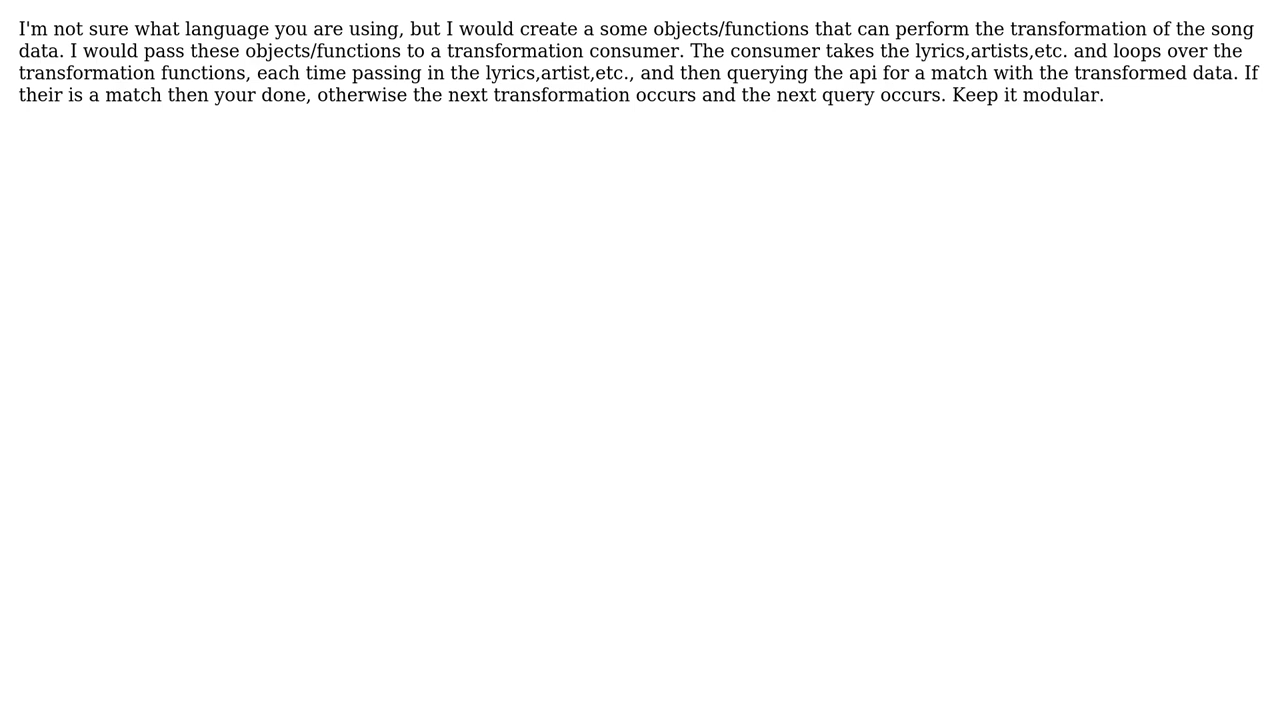 I'm not sure what language you are using, but I would create a some objects/functions that can perform the transformation of the song
data. I would pass these objects/functions to a transformation consumer. The consumer takes the lyrics,artists,etc. and loops over the
transformation functions, each time passing in the lyrics,artist,etc., and then querying the api for a match with the transformed data. If
their is a match then your done, otherwise the next transformation occurs and the next query occurs. Keep it modular.